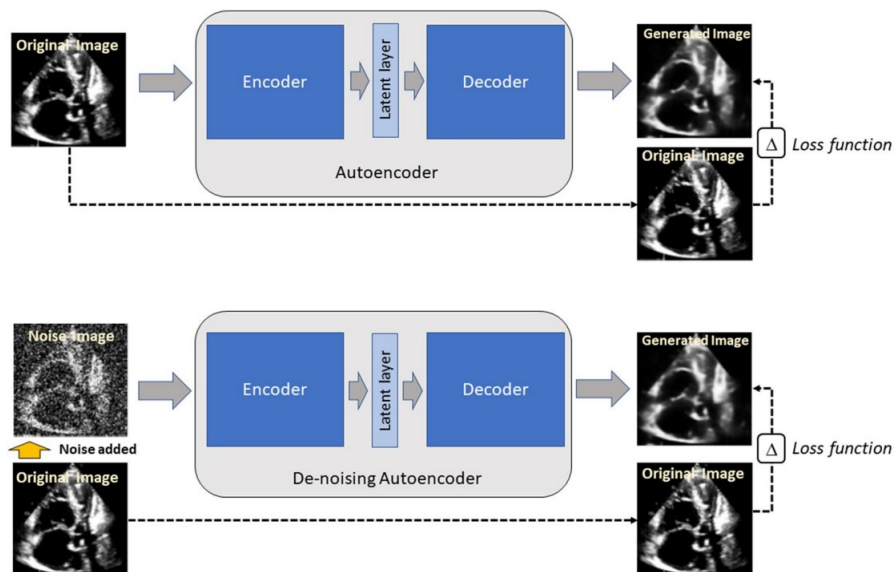 Original Image
Encoder
Latent layer
Decoder
Generated Image
Autoencoder
Δ
Loss function
Original Image
Noise Image
Encoder
Latent layer
Decoder
Generated Image
Noise added
De-noising Autoencoder
Δ
Loss function
Original Image
Original Image